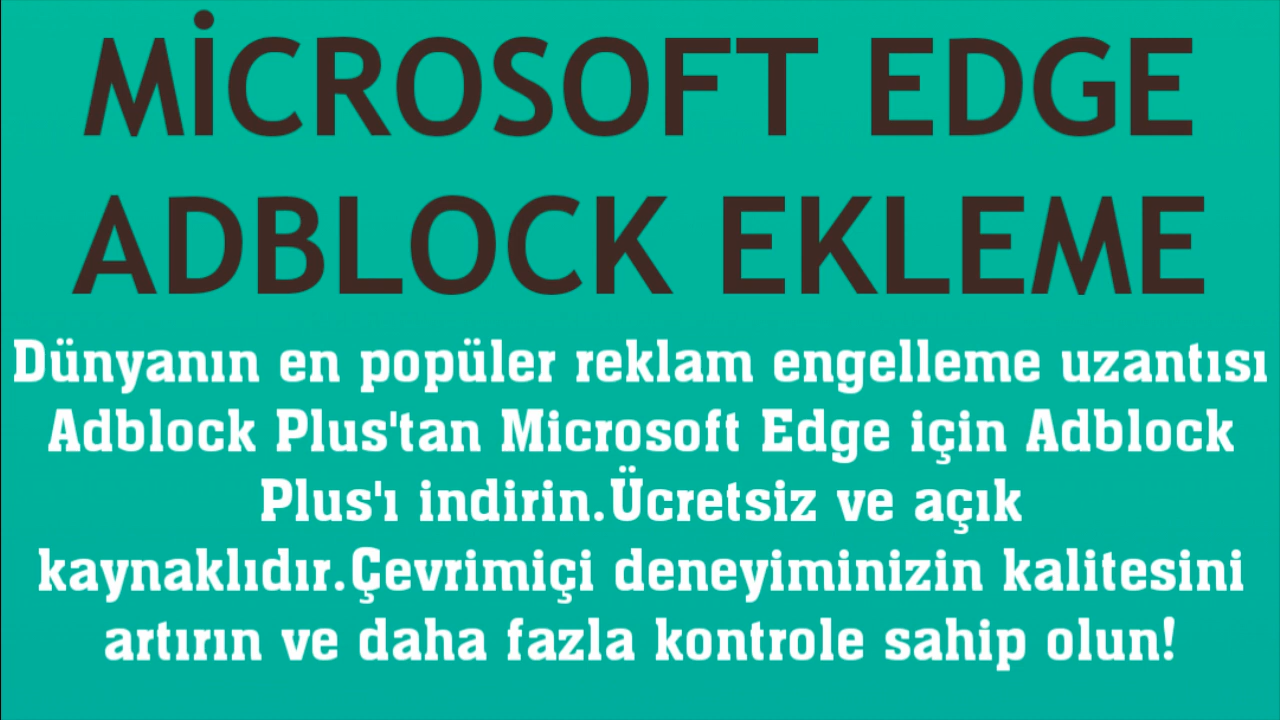 MİCROSOFT EDGE
ADBLOCK EKLEME
Dünyanın en popüler reklam engelleme uzantısı
Adblock Plus'tan Microsoft Edge için Adblock
Plus'ı indirin.Ücretsiz ve açık
kaynaklıdır.Çevrimiçi deneyiminizin kalitesini
artırın ve daha fazla kontrole sahip olun!